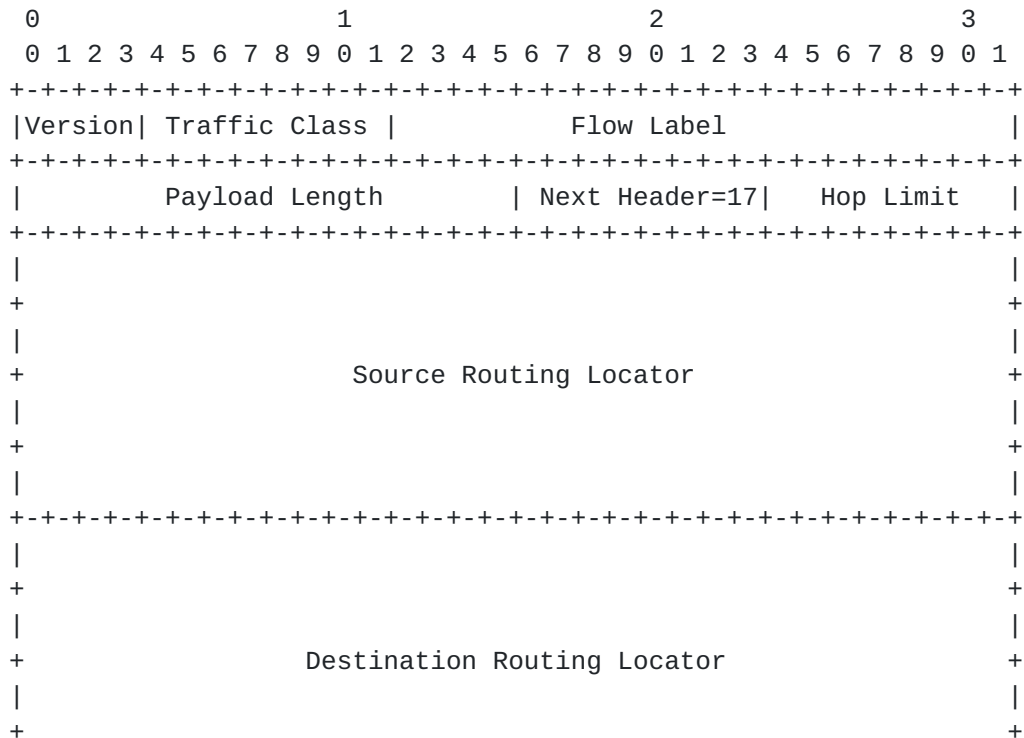 0                   1                   2                   3
 0 1 2 3 4 5 6 7 8 9 0 1 2 3 4 5 6 7 8 9 0 1 2 3 4 5 6 7 8 9 0 1
+-+-+-+-+-+-+-+-+-+-+-+-+-+-+-+-+-+-+-+-+-+-+-+-+-+-+-+-+-+-+-+-+
|Version| Traffic Class |           Flow Label                  |
+-+-+-+-+-+-+-+-+-+-+-+-+-+-+-+-+-+-+-+-+-+-+-+-+-+-+-+-+-+-+-+-+
|         Payload Length        | Next Header=17|   Hop Limit   |
+-+-+-+-+-+-+-+-+-+-+-+-+-+-+-+-+-+-+-+-+-+-+-+-+-+-+-+-+-+-+-+-+
|                                                               |
+                                                               +
|                                                               |
+                     Source Routing Locator                    +
|                                                               |
+                                                               +
|                                                               |
+-+-+-+-+-+-+-+-+-+-+-+-+-+-+-+-+-+-+-+-+-+-+-+-+-+-+-+-+-+-+-+-+
|                                                               |
+                                                               +
|                                                               |
+                  Destination Routing Locator                  +
|                                                               |
+                                                               +